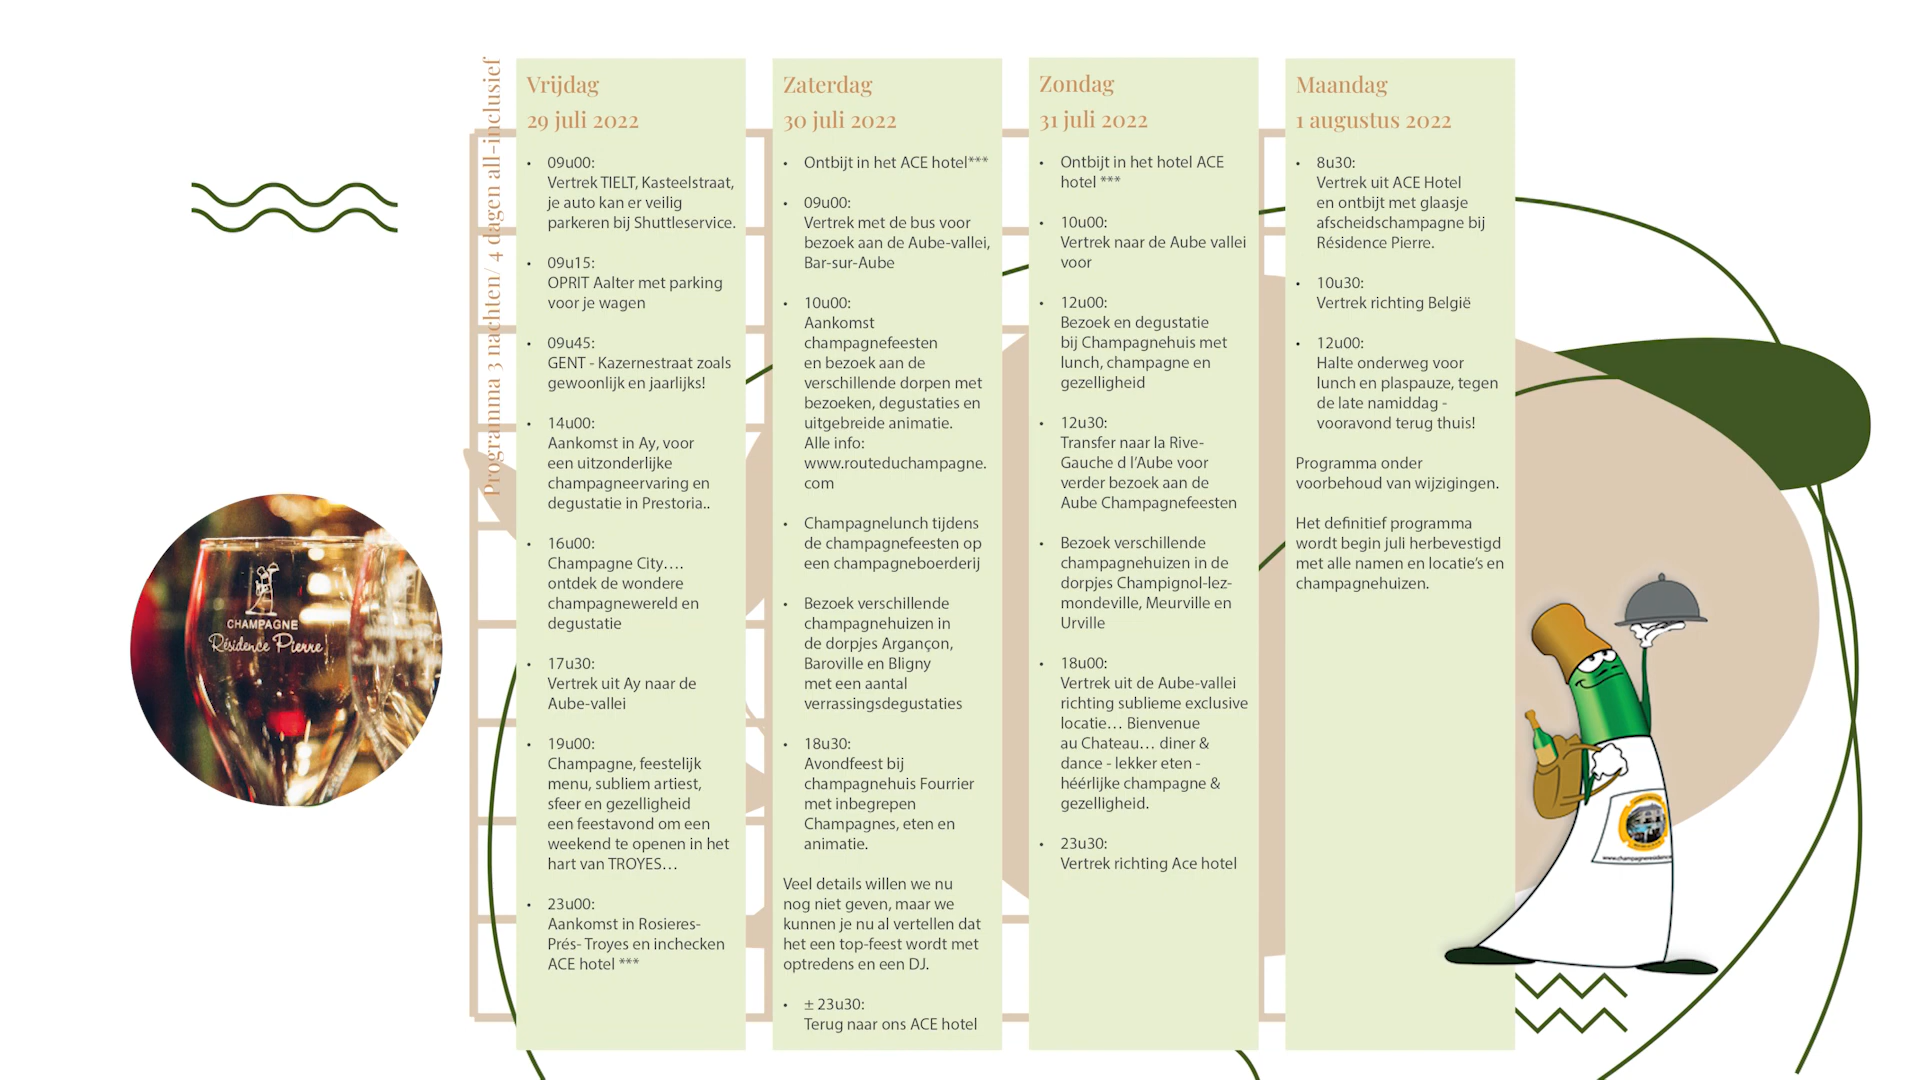 Programma 3 nachten/ 4 dagen all-inclusief
Vrijdag
29 juli 2022
• 09u00:
Vertrek TIELT, Kasteelstraat,
je auto kan er veilig
parkeren bij Shuttleservice.
• 09u15:
OPRIT Aalter met parking
voor je wagen
• 09u45:
GENT - Kazernestraat zoals
gewoonlijk en jaarlijks!
• 14u00:
Aankomst in Ay, voor
een uitzonderlijke
champagneervaring en
degustatie in Prestoria..
• 16u00:
Champagne City….
ontdek de wondere
champagnewereld en
degustatie
• 17u30:
Vertrek uit Ay naar de
Aube-vallei
• 19u00:
Champagne, feestelijk
menu, subliem artiest,
sfeer en gezelligheid
een feestavond om een
weekend te openen in het
hart van TROYES…
• 23u00:
Aankomst in Rosieres-
Prés- Troyes en inchecken
ACE hotel ***
Zaterdag
30 juli 2022
• Ontbijt in het ACE hotel***
• 09u00:
Vertrek met de bus voor
bezoek aan de Aube-vallei,
Bar-sur-Aube
• 10u00:
Aankomst
champagnefeesten
en bezoek aan de
verschillende dorpen met
bezoeken, degustaties en
uitgebreide animatie.
Alle info:
www.routeduchampagne.
com
• Champagnelunch tijdens
de champagnefeesten op
een champagneboerderij
• Bezoek verschillende
champagnehuizen in
de dorpjes Argançon,
Baroville en Bligny
met een aantal
verrassingsdegustaties
• 18u30:
Avondfeest bij
champagnehuis Fourrier
met inbegrepen
Champagnes, eten en
animatie.
Veel details willen we nu
nog niet geven, maar we
kunnen je nu al vertellen dat
het een top-feest wordt met
optredens en een DJ.
• ± 23u30:
Terug naar ons ACE hotel
Zondag
31 juli 2022
• Ontbijt in het hotel ACE
hotel ***
• 10u00:
Vertrek naar de Aube vallei
voor
• 12u00:
Bezoek en degustatie
bij Champagnehuis met
lunch, champagne en
gezelligheid
• 12u30:
Transfer naar la Rive-
Gauche d l’Aube voor
verder bezoek aan de
Aube Champagnefeesten
• Bezoek verschillende
champagnehuizen in de
dorpjes Champignol-lez-
mondeville, Meurville en
Urville
• 18u00:
Vertrek uit de Aube-vallei
richting sublieme exclusive
locatie… Bienvenue
au Chateau… diner &
dance - lekker eten -
héérlijke champagne &
gezelligheid.
• 23u30:
Vertrek richting Ace hotel
Maandag
1 augustus 2022
• 8u30:
Vertrek uit ACE Hotel
en ontbijt met glaasje
afscheidschampagne bij
Résidence Pierre.
• 10u30:
Vertrek richting België
• 12u00:
Halte onderweg voor
lunch en plaspauze, tegen
de late namiddag -
vooravond terug thuis!
Programma onder
voorbehoud van wijzigingen.
Het definitief programma
wordt begin juli herbevestigd
met alle namen en locatie’s en
champagnehuizen.
CHAMPAGNE
Résidence Pierre
www.champagneresidence